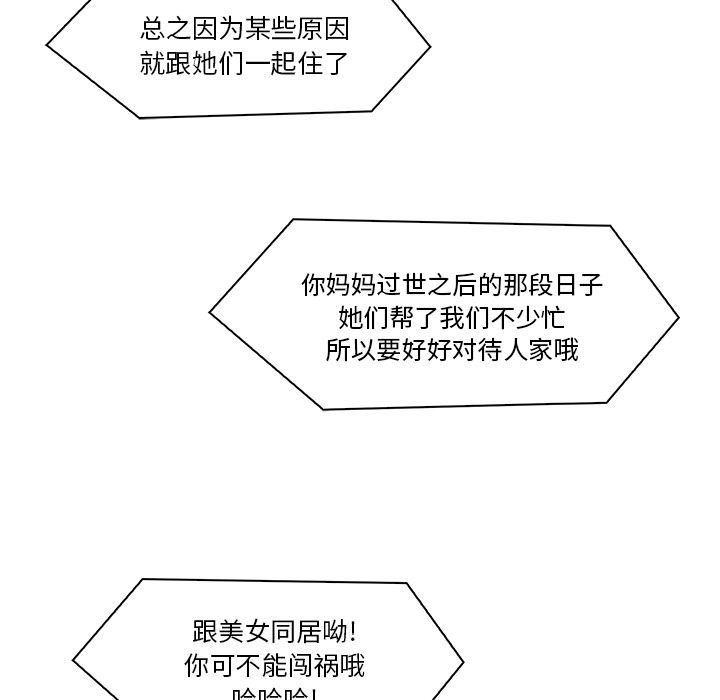 总之因为某些原因
就跟她们一起住了
你妈妈过世之后的那段日子
她们帮了我们不少忙
所以要好好对待人家哦
跟美女同居呦!
你可不能闯祸哦
哈哈哈!